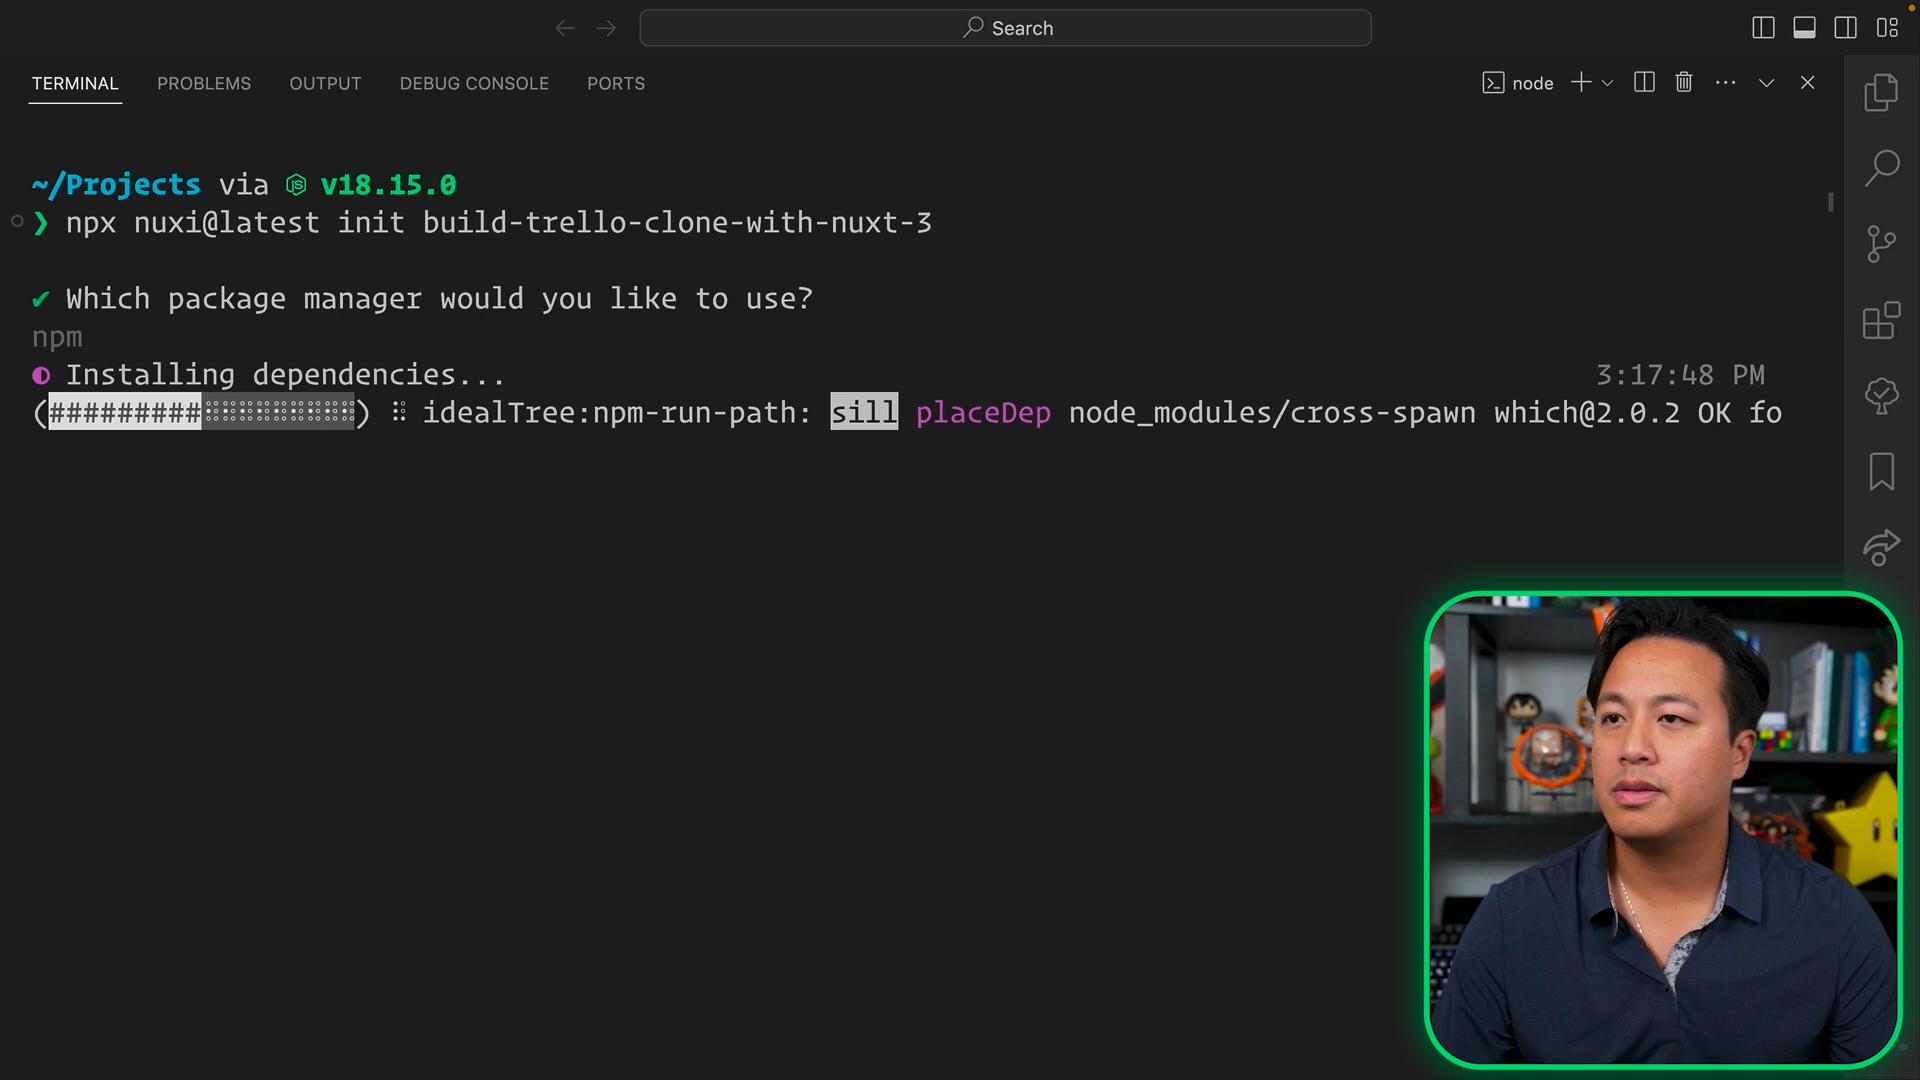 Search
TERMINAL PROBLEMS OUTPUT DEBUG CONSOLE PORTS node
~/Projects via v18.15.0
❯ npx nuxi@latest init build-trello-clone-with-nuxt-3
✔ Which package manager would you like to use?
npm
◐ Installing dependencies... 3:17:48 PM
(#########⠂⠂⠂⠂⠂⠂⠂⠂⠂) ⠏ idealTree:npm-run-path: sill placeDep node_modules/cross-spawn which@2.0.2 OK fo